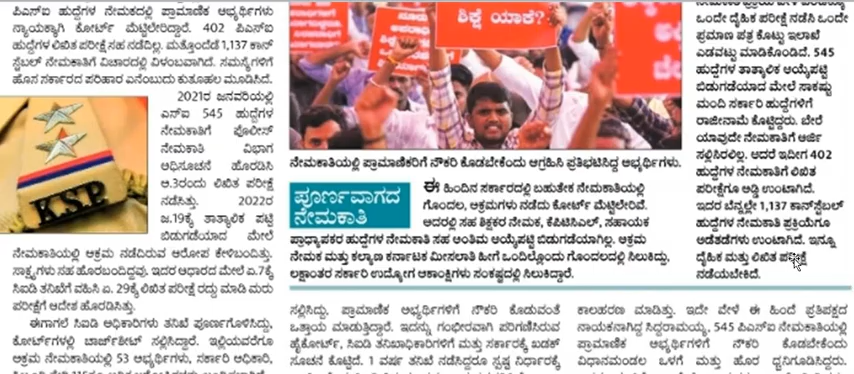 ಪಿಎಸ್‌ಐ ಹುದ್ದೆಗಳ ನೇಮಕದಲ್ಲಿ ಪ್ರಾಮಾಣಿಕ ಅಭ್ಯರ್ಥಿಗಳು
ನ್ಯಾಯಕ್ಕಾಗಿ ಕೋರ್ಟ್ ಮೆಟ್ಟಿಲೇರಿದ್ದಾರೆ. 402 ಪಿಎಸ್‌ಐ
ಹುದ್ದೆಗಳ ಲಿಖಿತ ಪರೀಕ್ಷೆ ಸಹ ನಡೆದಿಲ್ಲ. ಮತ್ತೊಂದೆಡೆ 1,137 ಕಾನ್
ಸ್ಟೆಬಲ್ ನೇಮಕಾತಿಗೆ ವಿಚಾರದಲ್ಲಿ ವಿಳಂಬವಾಗಿದೆ. ಸಮಸ್ಯೆಗಳಿಗೆ
ಹೊಸ ಸರ್ಕಾರದ ಪರಿಹಾರ ಎನೆಂಬುದು ಕುತೂಹಲ ಮೂಡಿಸಿದೆ.
2021ರ ಜನವರಿಯಲ್ಲಿ
ಎಸ್‌ಐ 545 ಹುದ್ದೆಗಳ
ನೇಮಕಾತಿಗೆ ಪೊಲೀಸ್
ನೇಮಕಾತಿ ವಿಭಾಗ
ಅಧಿಸೂಚನೆ ಹೊರಡಿಸಿ
ಆ.3ರಂದು ಲಿಖಿತ ಪರೀಕ್ಷೆ
ನಡೆಸಿತ್ತು. 2022ರ
ಜ.19ಕ್ಕೆ ತಾತ್ಕಾಲಿಕ ಪಟ್ಟಿ
ಬಿಡುಗಡೆಯಾದ ಮೇಲೆ
ನೇಮಕಾತಿಯಲ್ಲಿ ಅಕ್ರಮ ನಡೆದಿರುವ ಆರೋಪ ಕೇಳಿಬಂದಿತ್ತು.
ಸಾಕ್ಷ್ಯಗಳು ಸಹ ಹೊರಬಂದಿದ್ದವು. ಇದರ ಆಧಾರದ ಮೇಲೆ ಏ.7ಕ್ಕೆ
ಸಿಐಡಿ ತನಿಖೆಗೆ ವಹಿಸಿ ಏ. 29ಕ್ಕೆ ಲಿಖಿತ ಪರೀಕ್ಷೆ ರದ್ದು ಮಾಡಿ ಮರು
ಪರೀಕ್ಷೆಗೆ ಆದೇಶ ಹೊರಡಿಸಿತ್ತು.
ಈಗಾಗಲೆ ಸಿಐಡಿ ಅಧಿಕಾರಿಗಳು ತನಿಖೆ ಪೂರ್ಣಗೊಳಿಸಿದ್ದು,
ಕೋರ್ಟ್‌ಗಳಲ್ಲಿ ಚಾರ್ಜ್‌ಶೀಟ್ ಸಲ್ಲಿಸಿದ್ದಾರೆ. ಇಲ್ಲಿಯವರೆಗೂ
ಅಕ್ರಮ ನೇಮಕಾತಿಯಲ್ಲಿ 53 ಅಭ್ಯರ್ಥಿಗಳು, ಸರ್ಕಾರಿ ಅಧಿಕಾರಿ,
KSP
ಶಿಕ್ಷೆ ಯಾಕೆ?
ನೇಮಕಾತಿಯಲ್ಲಿ ಪ್ರಾಮಾಣಿಕರಿಗೆ ನೌಕರಿ ಕೊಡಬೇಕೆಂದು ಆಗ್ರಹಿಸಿ ಪ್ರತಿಭಟಿಸಿದ್ದ ಅಭ್ಯರ್ಥಿಗಳು.
ಪೂರ್ಣವಾಗದ
ನೇಮಕಾತಿ
ಈ ಹಿಂದಿನ ಸರ್ಕಾರದಲ್ಲಿ ಬಹುತೇಕ ನೇಮಕಾತಿಯಲ್ಲಿ
ಗೊಂದಲ, ಅಕ್ರಮಗಳು ನಡೆದು ಕೋರ್ಟ್ ಮೆಟ್ಟಿಲೇರಿವೆ.
ಅದರಲ್ಲಿ ಸಹ ಶಿಕ್ಷಕರ ನೇಮಕ, ಕೆಪಿಟಿಸಿಎಲ್, ಸಹಾಯಕ
ಪ್ರಾಧ್ಯಾಪಕರ ಹುದ್ದೆಗಳ ನೇಮಕಾತಿ ಸಹ ಅಂತಿಮ ಆಯ್ಕೆಪಟ್ಟಿ ಬಿಡುಗಡೆಯಾಗಿಲ್ಲ. ಅಕ್ರಮ
ನೇಮಕ ಮತ್ತು ಕಲ್ಯಾಣ ಕರ್ನಾಟಕ ಮೀಸಲಾತಿ ಹೀಗೆ ಒಂದಿಲ್ಲೊಂದು ಗೊಂದಲದಲ್ಲಿ ಸಿಲುಕಿದ್ದು,
ಲಕ್ಷಾಂತರ ಸರ್ಕಾರಿ ಉದ್ಯೋಗ ಆಕಾಂಕ್ಷಿಗಳು ಸಂಕಷ್ಟದಲ್ಲಿ ಸಿಲುಕಿದ್ದಾರೆ.
ಸಲ್ಲಿಸಿದ್ದು, ಪ್ರಾಮಾಣಿಕ ಅಭ್ಯರ್ಥಿಗಳಿಗೆ ನೌಕರಿ ಕೊಡುವಂತೆ
ಒತ್ತಾಯ ಮಾಡುತ್ತಿದ್ದಾರೆ. ಇದನ್ನು ಗಂಭೀರವಾಗಿ ಪರಿಗಣಿಸಿರುವ
ಹೈಕೋರ್ಟ್, ಸಿಐಡಿ ತನಿಖಾಧಿಕಾರಿಗಳಿಗೆ ಮತ್ತು ಸರ್ಕಾರಕ್ಕೆ ಖಡಕ್
ಸೂಚನೆ ಕೊಟ್ಟಿದೆ. 1 ವರ್ಷ ತನಿಖೆ ನಡೆಸಿದ್ದರೂ ಸ್ಪಷ್ಟ ನಿರ್ಧಾರಕ್ಕೆ
ಒಂದೇ ದೈಹಿಕ ಪರೀಕ್ಷೆ ನಡೆಸಿ ಒಂದೇ
ಪ್ರಮಾಣ ಪತ್ರ ಕೊಟ್ಟು ಇಲಾಖೆ
ಎಡವಟ್ಟು ಮಾಡಿಕೊಂಡಿದೆ. 545
ಹುದ್ದೆಗಳ ತಾತ್ಕಾಲಿಕ ಆಯ್ಕೆಪಟ್ಟಿ
ಬಿಡುಗಡೆಯಾದ ಮೇಲೆ ಸಾಕಷ್ಟು
ಮಂದಿ ಸರ್ಕಾರಿ ಹುದ್ದೆಗಳಿಗೆ
ರಾಜೀನಾಮೆ ಕೊಟ್ಟಿದ್ದರು. ಬೇರೆ
ಯಾವುದೇ ನೇಮಕಾತಿಗೆ ಅರ್ಜಿ
ಸಲ್ಲಿಸಿರಲಿಲ್ಲ. ಆದರೆ ಇದೀಗ 402
ಹುದ್ದೆಗಳ ನೇಮಕಾತಿಗೆ ಲಿಖಿತ
ಪರೀಕ್ಷೆಗೂ ಅಡ್ಡಿ ಉಂಟಾಗಿದೆ.
ಇದರ ಬೆನ್ನಲ್ಲೇ 1,137 ಕಾನ್‌ಸ್ಟೆಬಲ್
ಹುದ್ದೆಗಳ ನೇಮಕಾತಿ ಪ್ರಕ್ರಿಯೆಗೂ
ಅಡೆತಡೆಗಳು ಉಂಟಾಗಿದೆ. ಇನ್ನೂ
ದೈಹಿಕ ಮತ್ತು ಲಿಖಿತ ಪರೀಕ್ಷೆ
ನಡೆಯಬೇಕಿದೆ.
ಕಾಲಹರಣ ಮಾಡಿತ್ತು. ಇದೇ ವೇಳೆ ಈ ಹಿಂದೆ ಪ್ರತಿಪಕ್ಷದ
ನಾಯಕನಾಗಿದ್ದ ಸಿದ್ದರಾಮಯ್ಯ, 545 ಪಿಎಸ್‌ಐ ನೇಮಕಾತಿಯಲ್ಲಿ
ಪ್ರಾಮಾಣಿಕ ಅಭ್ಯರ್ಥಿಗಳಿಗೆ ನೌಕರಿ ಕೊಡಬೇಕೆಂದು
ವಿಧಾನಮಂಡಲ ಒಳಗೆ ಮತ್ತು ಹೊರ ಧ್ವನಿಗೂಡಿಸಿದ್ದರು.